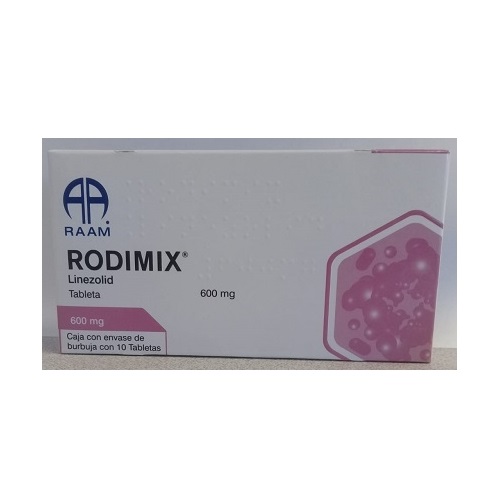 RAAM
RODIMIX®
Linezolid
Tableta
600 mg
600 mg
Caja con envase de
burbuja con 10 Tabletas